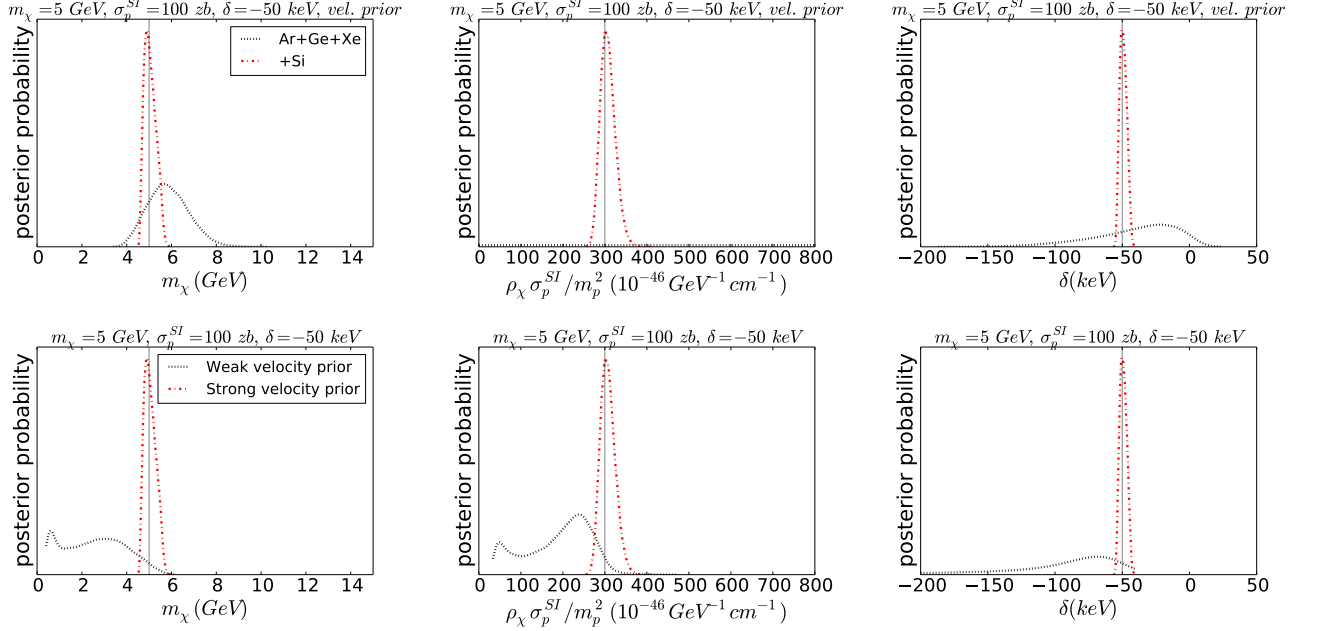 m_χ=5 GeV, σ_p^SI=100 zb, δ=−50 keV, vel. prior
posterior probability
Ar+Ge+Xe
+Si
0 2 4 6 8 10 12 14
m_χ (GeV)
m_χ=5 GeV, σ_p^SI=100 zb, δ=−50 keV, vel. prior
posterior probability
0 100 200 300 400 500 600 700 800
ρ_χ σ_p^SI/m_p^2 (10^−46 GeV^−1 cm^−1)
m_χ=5 GeV, σ_p^SI=100 zb, δ=−50 keV, vel. prior
posterior probability
−200 −150 −100 −50 0 50
δ(keV)
m_χ=5 GeV, σ_p^SI=100 zb, δ=−50 keV
posterior probability
Weak velocity prior
Strong velocity prior
0 2 4 6 8 10 12 14
m_χ (GeV)
m_χ=5 GeV, σ_p^SI=100 zb, δ=−50 keV
posterior probability
0 100 200 300 400 500 600 700 800
ρ_χ σ_p^SI/m_p^2 (10^−46 GeV^−1 cm^−1)
m_χ=5 GeV, σ_p^SI=100 zb, δ=−50 keV
posterior probability
−200 −150 −100 −50 0 50
δ(keV)